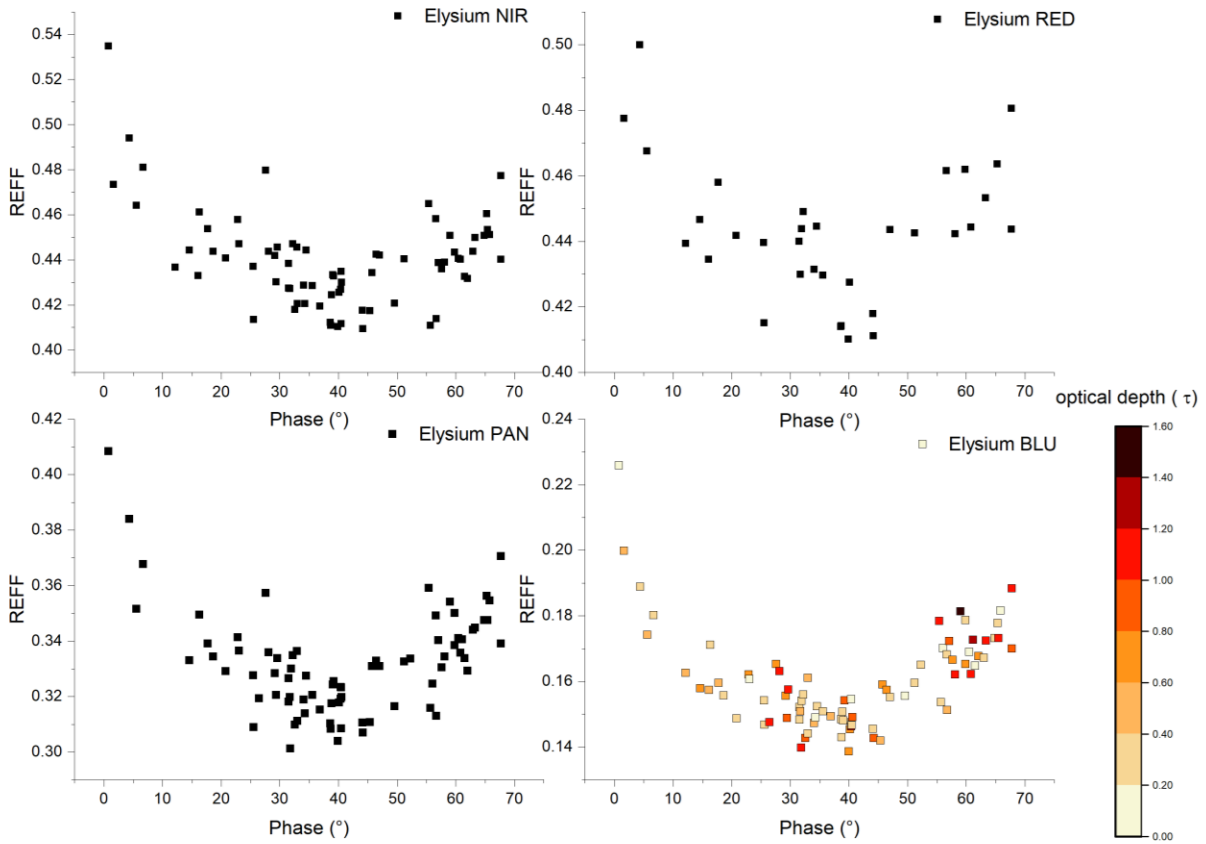 Elysium NIR
0.54
0.52
0.50
0.48
0.46
0.44
0.42
0.40
REFF
0 10 20 30 40 50 60 70
Phase (°)
Elysium RED
0.50
0.48
0.46
0.44
0.42
0.40
REFF
0 10 20 30 40 50 60 70
Phase (°)
Elysium PAN
0.42
0.40
0.38
0.36
0.34
0.32
0.30
REFF
0 10 20 30 40 50 60 70
Phase (°)
Elysium BLU
0.24
0.22
0.20
0.18
0.16
0.14
REFF
0 10 20 30 40 50 60 70
Phase (°)
optical depth ( τ)
1.60
1.40
1.20
1.00
0.80
0.60
0.40
0.20
0.00